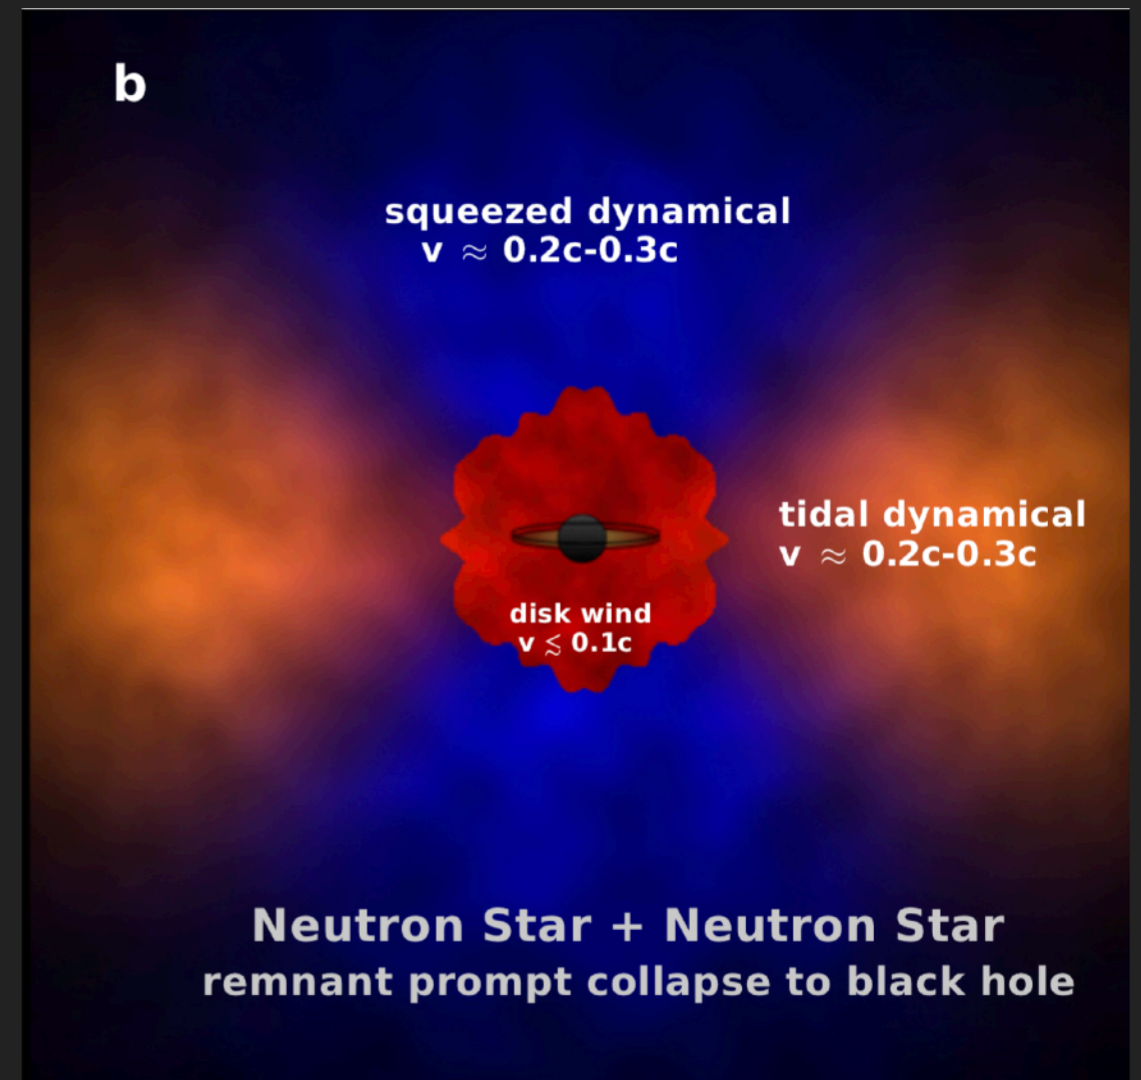 b
squeezed dynamical
v ≈ 0.2c-0.3c
tidal dynamical
v ≈ 0.2c-0.3c
disk wind
v ≲ 0.1c
Neutron Star + Neutron Star
remnant prompt collapse to black hole